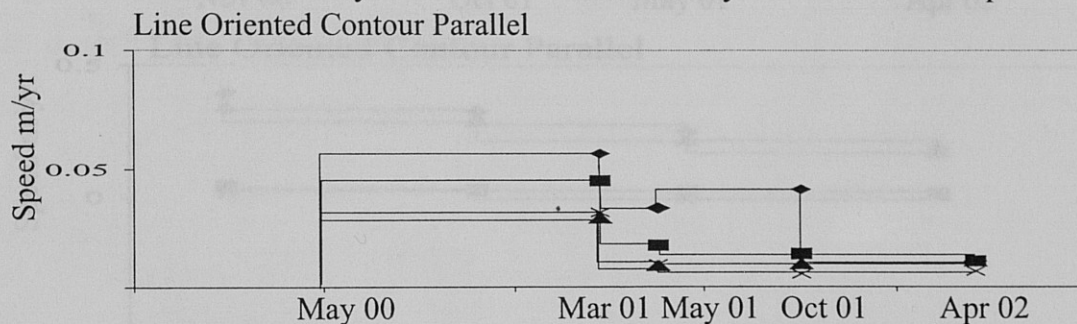 Line Oriented Contour Parallel
0.1
Speed m/yr
0.05
May 00 Mar 01 May 01 Oct 01 Apr 02